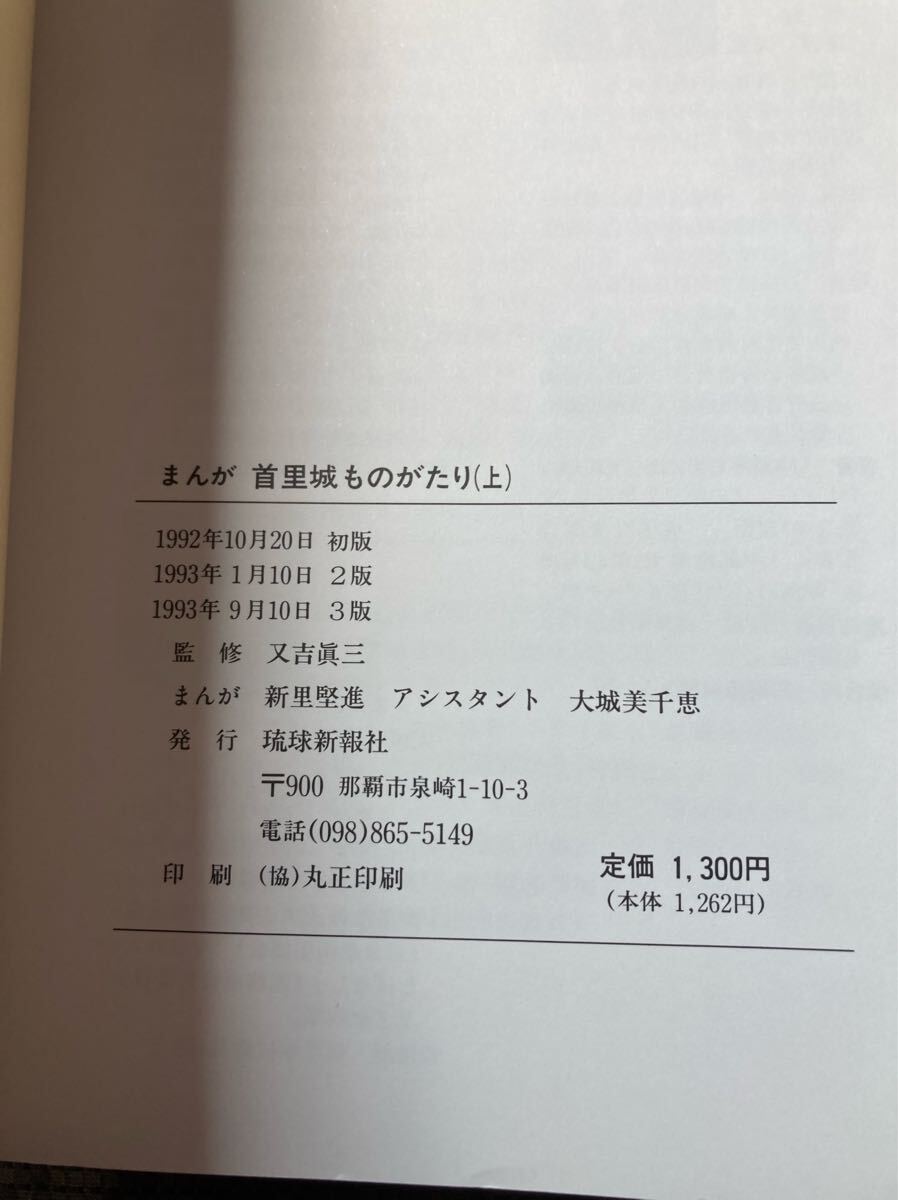 まんが 首里城ものがたり(上)
1992年10月20日 初版
1993年 1月10日 2版
1993年 9月10日 3版
監 修 又吉眞三
まんが 新里堅進 アシスタント 大城美千恵
発 行 琉球新報社
〒900 那覇市泉崎1-10-3
電話(098)865-5149
印 刷 (協)丸正印刷
定価 1,300円
(本体 1,262円)